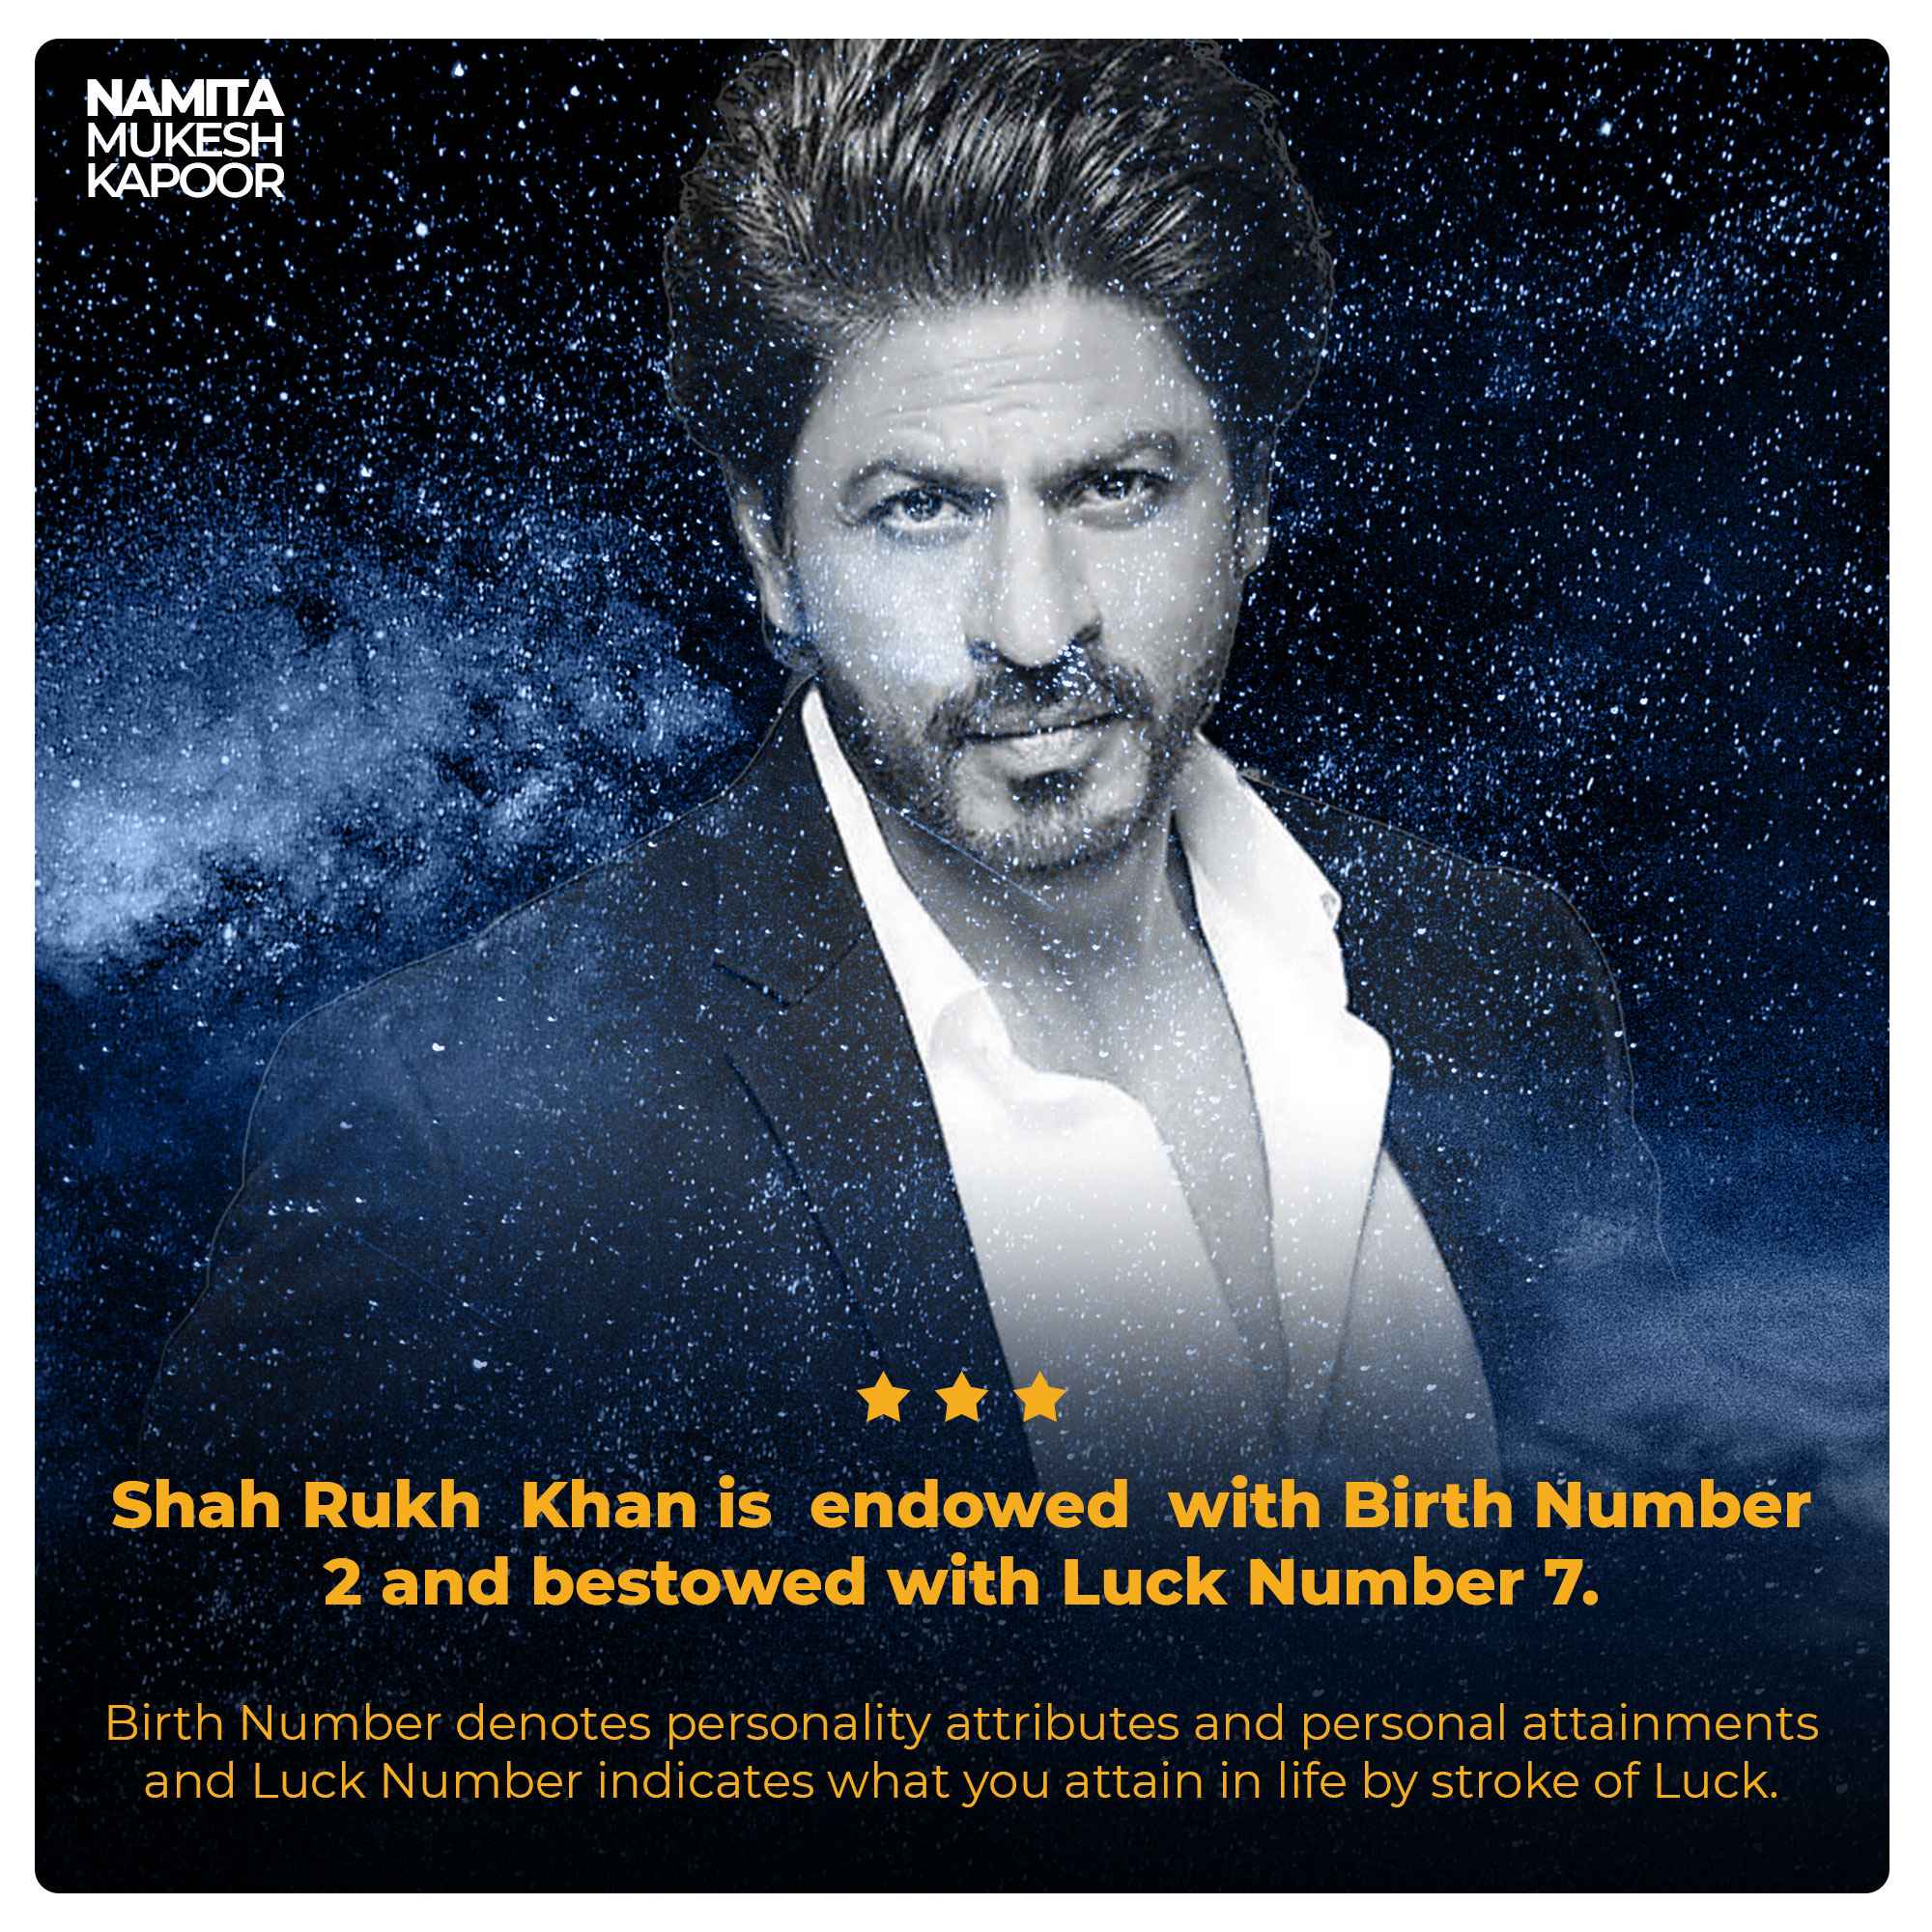 NAMITA
MUKESH
KAPOOR
Shah Rukh Khan is endowed with Birth Number
2 and bestowed with Luck Number 7.
Birth Number denotes personality attributes and personal attainments
and Luck Number indicates what you attain in life by stroke of Luck.